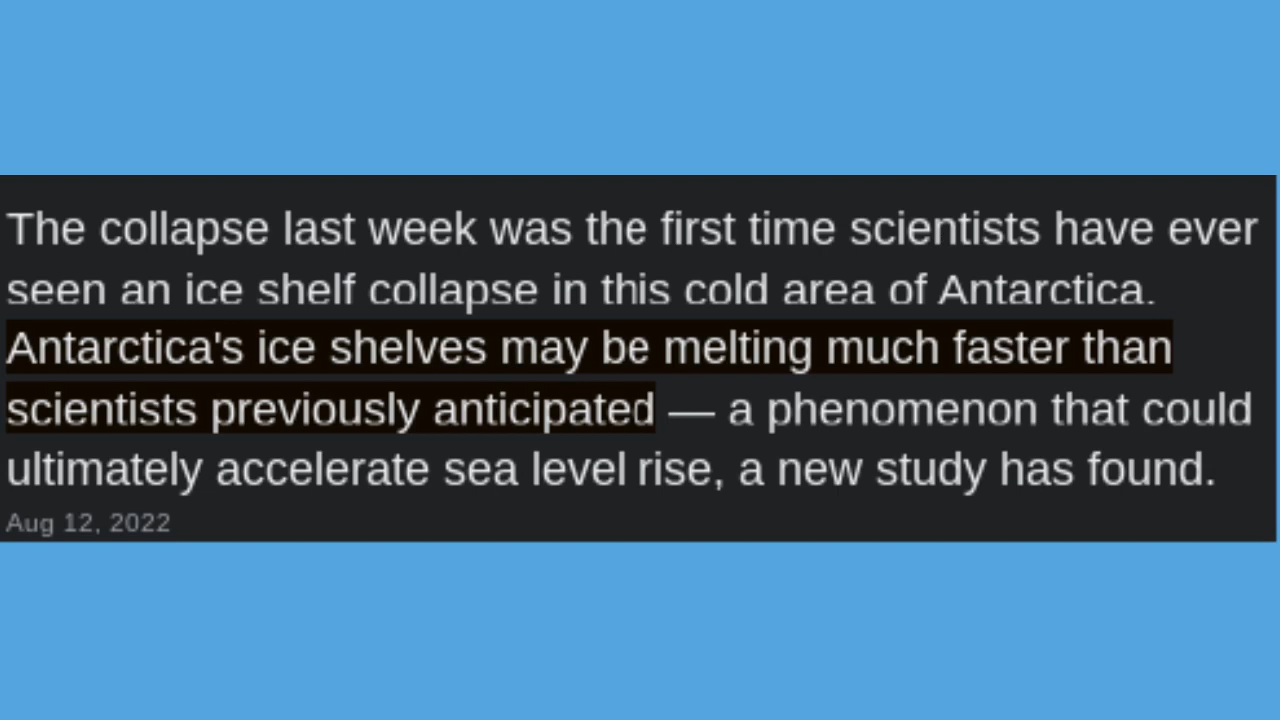 The collapse last week was the first time scientists have ever
seen an ice shelf collapse in this cold area of Antarctica.
Antarctica's ice shelves may be melting much faster than
scientists previously anticipated — a phenomenon that could
ultimately accelerate sea level rise, a new study has found.
Aug 12, 2022